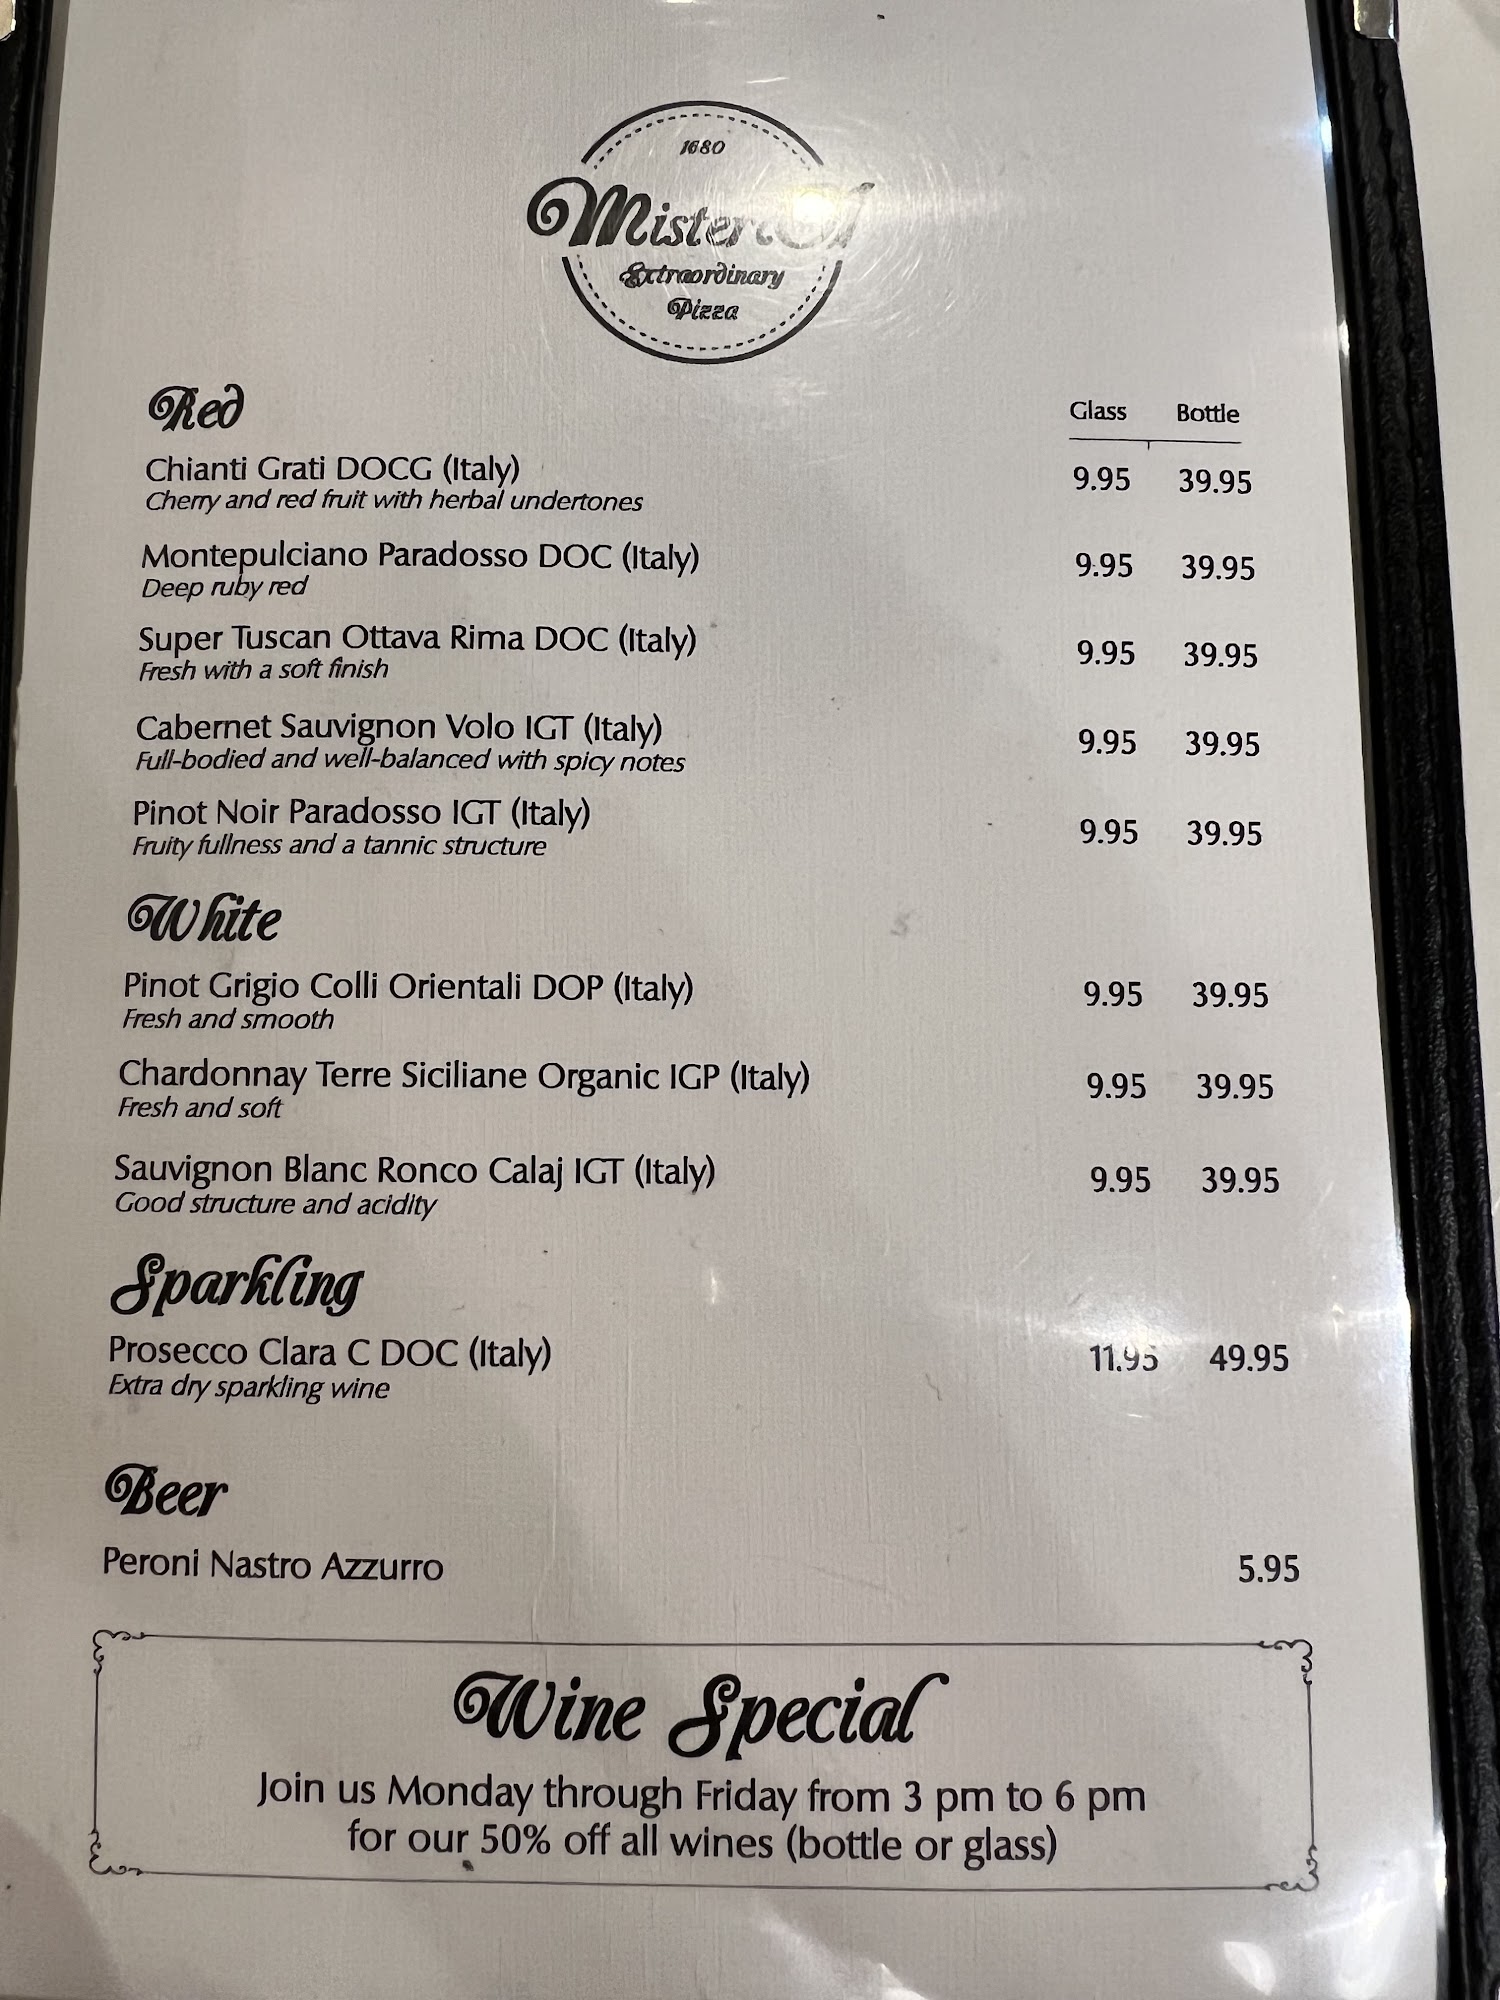 1680
Mister O1
Extraordinary
Pizza
Red
Glass Bottle
Chianti Grati DOCG (Italy) 9.95 39.95
Cherry and red fruit with herbal undertones
Montepulciano Paradosso DOC (Italy) 9.95 39.95
Deep ruby red
Super Tuscan Ottava Rima DOC (Italy) 9.95 39.95
Fresh with a soft finish
Cabernet Sauvignon Volo IGT (Italy) 9.95 39.95
Full-bodied and well-balanced with spicy notes
Pinot Noir Paradosso IGT (Italy) 9.95 39.95
Fruity fullness and a tannic structure
White
Pinot Grigio Colli Orientali DOP (Italy) 9.95 39.95
Fresh and smooth
Chardonnay Terre Siciliane Organic IGP (Italy) 9.95 39.95
Fresh and soft
Sauvignon Blanc Ronco Calaj IGT (Italy) 9.95 39.95
Good structure and acidity
Sparkling
Prosecco Clara C DOC (Italy) 11.95 49.95
Extra dry sparkling wine
Beer
Peroni Nastro Azzurro 5.95
Wine Special
Join us Monday through Friday from 3 pm to 6 pm
for our 50% off all wines (bottle or glass)